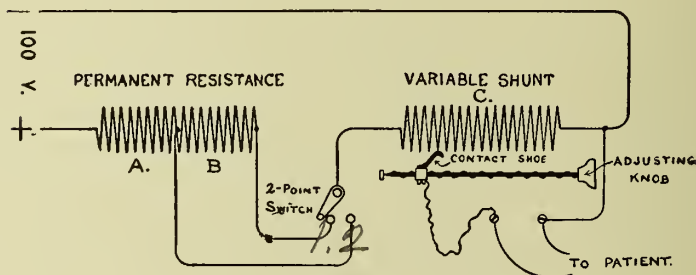 100 V.
PERMANENT RESISTANCE
A.
B
2-POINT
SWITCH
1. 2
VARIABLE SHUNT
C.
CONTACT SHOE
ADJUSTING
KNOB
TO PATIENT.